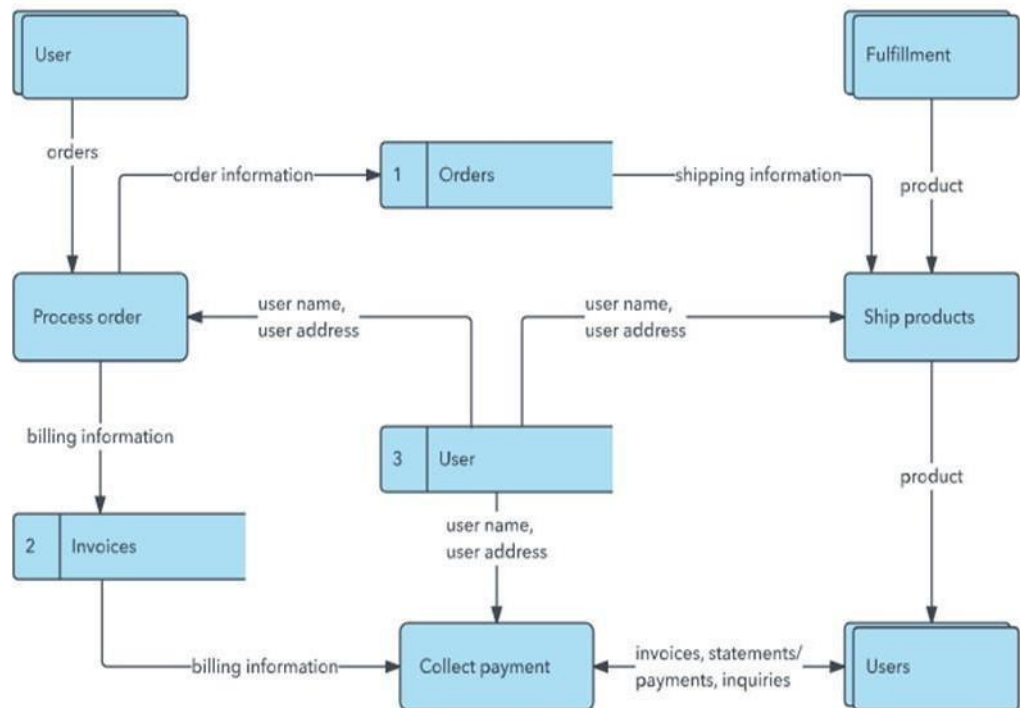 User
Fulfillment
orders
order information
1
Orders
shipping information
product
Process order
user name,
user address
user name,
user address
Ship products
billing information
3
User
product
2
Invoices
user name,
user address
billing information
Collect payment
invoices, statements/
payments, inquiries
Users